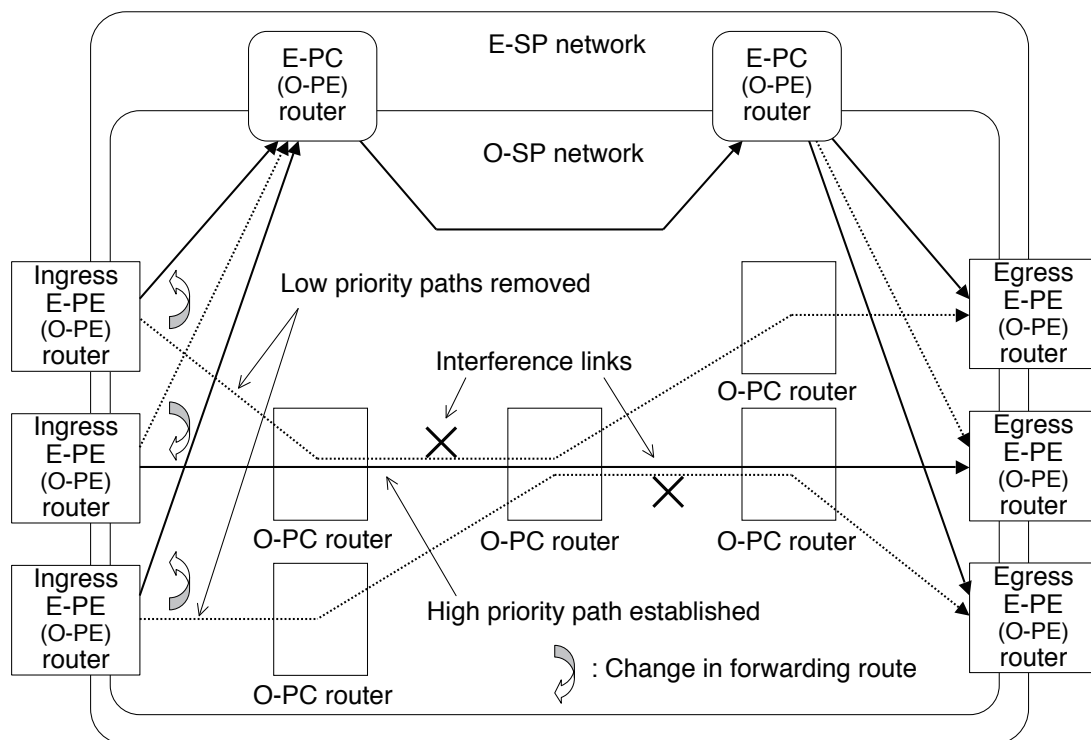 E-SP network
E-PC
(O-PE)
router
E-PC
(O-PE)
router
O-SP network
Ingress
E-PE
(O-PE)
router
Low priority paths removed
Egress
E-PE
(O-PE)
router
Interference links
O-PC router
Ingress
E-PE
(O-PE)
router
Egress
E-PE
(O-PE)
router
O-PC router
O-PC router
O-PC router
Ingress
E-PE
(O-PE)
router
High priority path established
Egress
E-PE
(O-PE)
router
: Change in forwarding route
O-PC router